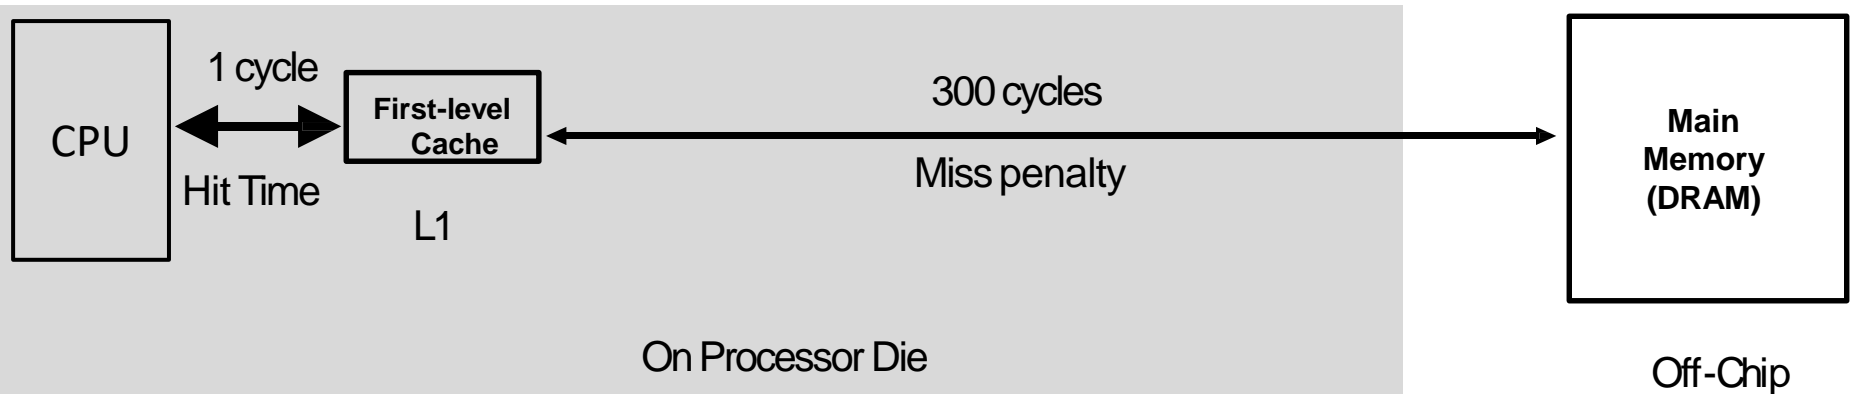 CPU
1 cycle
Hit Time
First-level
Cache
L1
300 cycles
Miss penalty
Main
Memory
(DRAM)
On Processor Die
Off-Chip